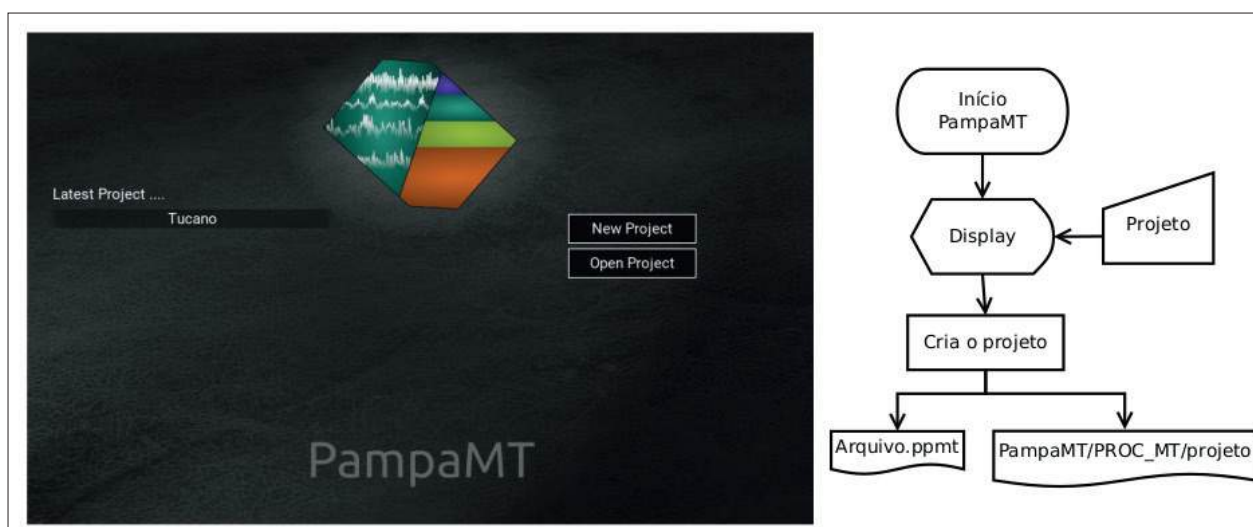 Latest Project ....
Tucano
New Project
Open Project
PampaMT
Início
PampaMT
Display
Projeto
Cria o projeto
Arquivo.ppmt
PampaMT/PROC_MT/projeto